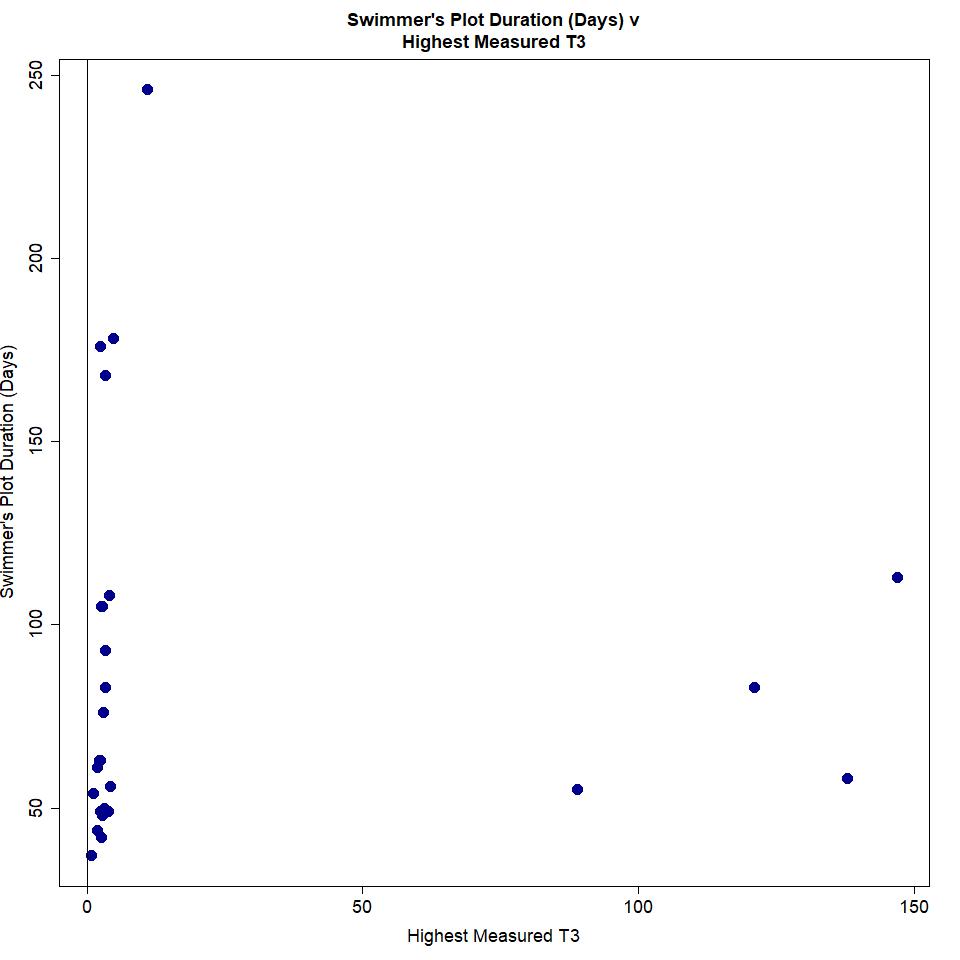 Swimmer's Plot Duration (Days) v
Highest Measured T3
250
200
150
100
50
Swimmer's Plot Duration (Days)
0
50
100
150
Highest Measured T3